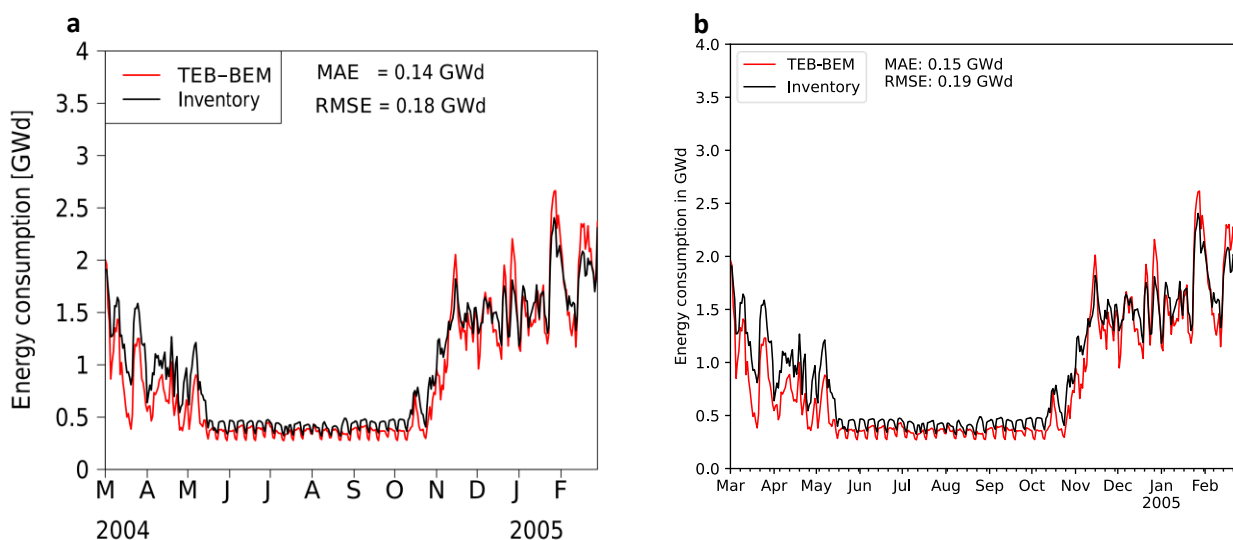 a
Energy consumption [GWd]
4
3.5
3
2.5
2
1.5
1
0.5
0
TEB−BEM
Inventory
MAE = 0.14 GWd
RMSE = 0.18 GWd
M A M J J A S O N D J F
2004 2005
b
Energy consumption in GWd
4.0
3.5
3.0
2.5
2.0
1.5
1.0
0.5
0.0
TEB-BEM
Inventory
MAE: 0.15 GWd
RMSE: 0.19 GWd
Mar Apr May Jun Jul Aug Sep Oct Nov Dec Jan Feb
2005